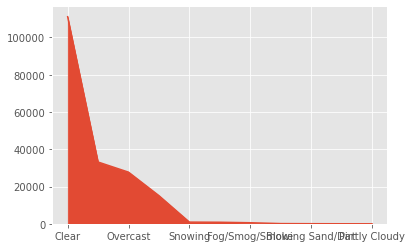 100000
80000
60000
40000
20000
0
Clear
Overcast
Snowing
Fog/Smog/Smoke
Blowing Sand/Dirt
Partly Cloudy